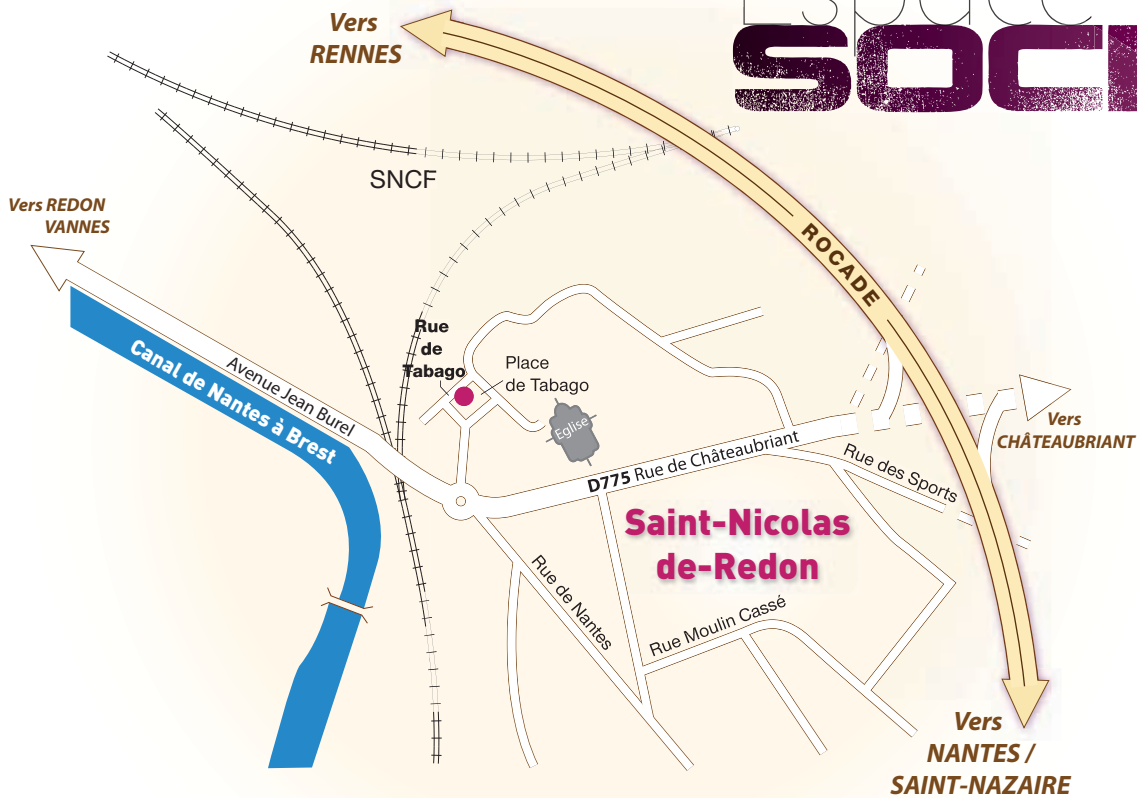 Espace
Vers
RENNES
SNCF
Vers REDON
VANNES
ROCADE
Rue
de
Tabago
Place
de Tabago
Avenue Jean Burel
Canal de Nantes à Brest
Eglise
Vers
CHÂTEAUBRIANT
D775 Rue de Châteaubriant
Rue des Sports
Saint-Nicolas
de-Redon
Rue de Nantes
Rue Moulin Cassé
Vers
NANTES /
SAINT-NAZAIRE